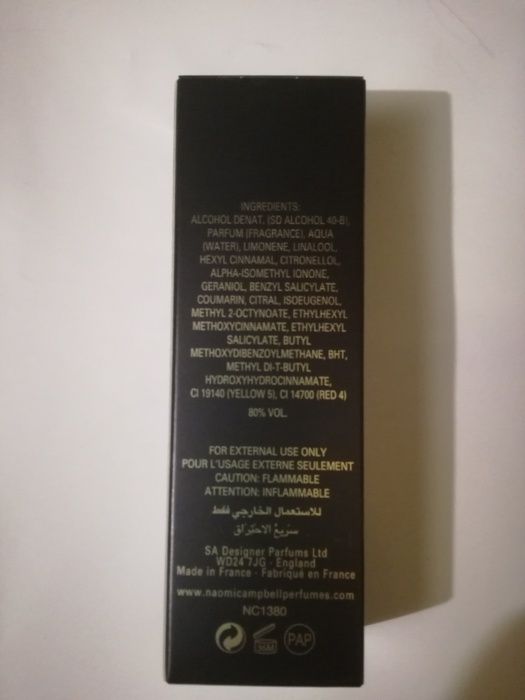 INGREDIENTS:
ALCOHOL DENAT. (SD ALCOHOL 40-B),
PARFUM (FRAGRANCE), AQUA
(WATER), LIMONENE, LINALOOL,
HEXYL CINNAMAL, CITRONELLOL,
ALPHA-ISOMETHYL IONONE,
GERANIOL, BENZYL SALICYLATE,
COUMARIN, CITRAL, ISOEUGENOL,
METHYL 2-OCTYNOATE, ETHYLHEXYL
METHOXYCINNAMATE, ETHYLHEXYL
SALICYLATE, BUTYL
METHOXYDIBENZOYLMETHANE, BHT,
METHYL DI-T-BUTYL
HYDROXYHYDROCINNAMATE,
CI 19140 (YELLOW 5), CI 14700 (RED 4)
80% VOL.
FOR EXTERNAL USE ONLY
POUR L'USAGE EXTERNE SEULEMENT
CAUTION: FLAMMABLE
ATTENTION: INFLAMMABLE
للاستعمال الخارجي فقط
سريع الاحتراق
SA Designer Parfums Ltd
WD24 7JG - England
Made in France - Fabriqué en France
www.naomicampbellperfumes.com
NC1380
36M PAP